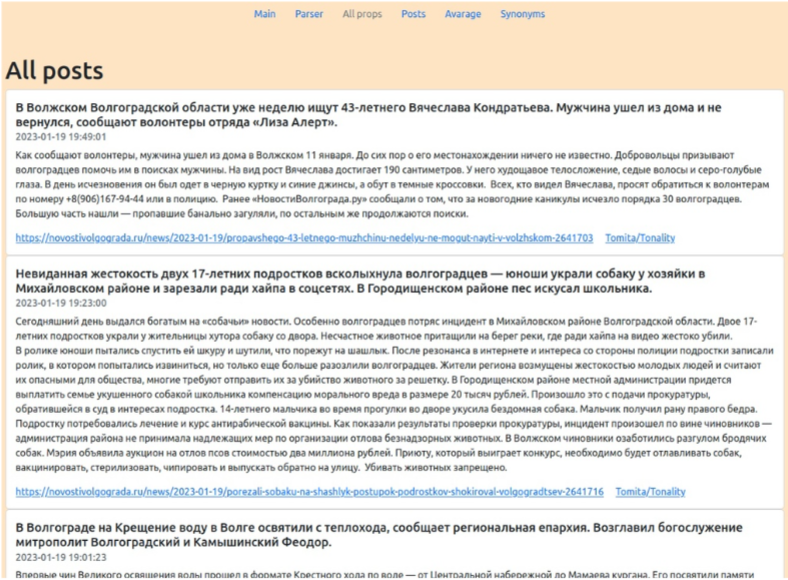 Main Parser All props Posts Avarage Synonyms
All posts
В Волжском Волгоградской области уже неделю ищут 43-летнего Вячеслава Кондратьева. Мужчина ушел из дома и не
вернулся, сообщают волонтеры отряда «Лиза Алерт».
2023-01-19 19:49:01
Как сообщают волонтеры, мужчина ушел из дома в Волжском 11 января. До сих пор о его местонахождении ничего не известно. Добровольцы призывают
волгоградцев помочь им в поисках мужчины. На вид рост Вячеслава достигает 190 сантиметров. У него худощавое телосложение, седые волосы и серо-голубые
глаза. В день исчезновения он был одет в черную куртку и синие джинсы, а обут в темные кроссовки. Всех, кто видел Вячеслава, просят обратиться к волонтерам
по номеру +8(906)167-94-44 или в полицию. Ранее «НовостиВолгограда.ру» сообщали о том, что за новогодние каникулы исчезло порядка 30 волгоградцев.
Большую часть нашли — пропавшие банально загуляли, по остальным же продолжаются поиски.
https://novostivolgograda.ru/news/2023-01-19/propavshego-43-letnego-muzhchinu-nedelyu-ne-mogut-nayti-v-volzhskom-2641703 Tomita/Tonality
Невиданная жестокость двух 17-летних подростков всколыхнула волгоградцев — юноши украли собаку у хозяйки в
Михайловском районе и зарезали ради хайпа в соцсетях. В Городищенском районе пес искусал школьника.
2023-01-19 19:23:00
Сегодняшний день выдался богатым на «собачьи» новости. Особенно волгоградцев потряс инцидент в Михайловском районе Волгоградской области. Двое 17-
летних подростков украли у жительницы хутора собаку со двора. Несчастное животное притащили на берег реки, где ради хайпа на видео жестоко убили.
В ролике юноши пытались спустить ей шкуру и шутили, что порежут на шашлык. После резонанса в интернете и интереса со стороны полиции подростки записали
ролик, в котором попытались извиниться, но только еще больше разозлили волгоградцев. Жители региона возмущены жестокостью молодых людей и считают
их опасными для общества, многие требуют отправить их за убийство животного за решетку. В Городищенском районе местной администрации придется
выплатить семье укушенного собакой школьника компенсацию морального вреда в размере 20 тысяч рублей. Произошло это с подачи прокуратуры,
обратившейся в суд в интересах подростка. 14-летнего мальчика во время прогулки во дворе укусила бездомная собака. Мальчик получил рану правого бедра.
Подростку потребовались лечение и курс антирабической вакцины. Как показали результаты проверки прокуратуры, инцидент произошел по вине чиновников —
администрация района не принимала надлежащих мер по организации отлова безнадзорных животных. В Волжском чиновники озаботились разгулом бродячих
собак. Мэрия объявила аукцион на отлов псов стоимостью два миллиона рублей. Приюту, который выиграет конкурс, необходимо будет отлавливать собак,
вакцинировать, стерилизовать, чипировать и выпускать обратно на улицу. Убивать животных запрещено.
https://novostivolgograda.ru/news/2023-01-19/porezali-sobaku-na-shashlyk-postupok-podrostkov-shokiroval-volgogradtsev-2641716 Tomita/Tonality
В Волгограде на Крещение воду в Волге освятили с теплохода, сообщает региональная епархия. Возглавил богослужение
митрополит Волгоградский и Камышинский Феодор.
2023-01-19 19:01:23
Впервые чин Великого освящения воды прошел в формате Крестного хода по воде — от Центральной набережной до Мамаева кургана. Его посвятили памяти